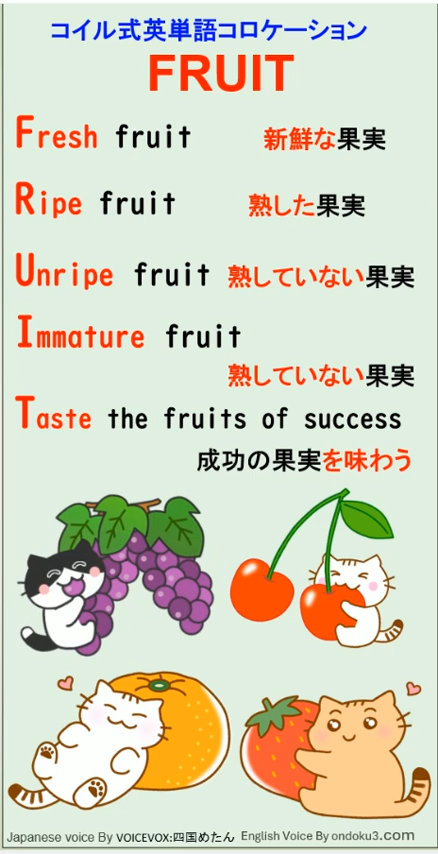 コイル式英単語コロケーション
FRUIT
Fresh fruit 新鮮な果実
Ripe fruit 熟した果実
Unripe fruit 熟していない果実
Immature fruit
熟していない果実
Taste the fruits of success
成功の果実を味わう
Japanese voice By VOICEVOX:四国めたん English Voice By ondoku3.com